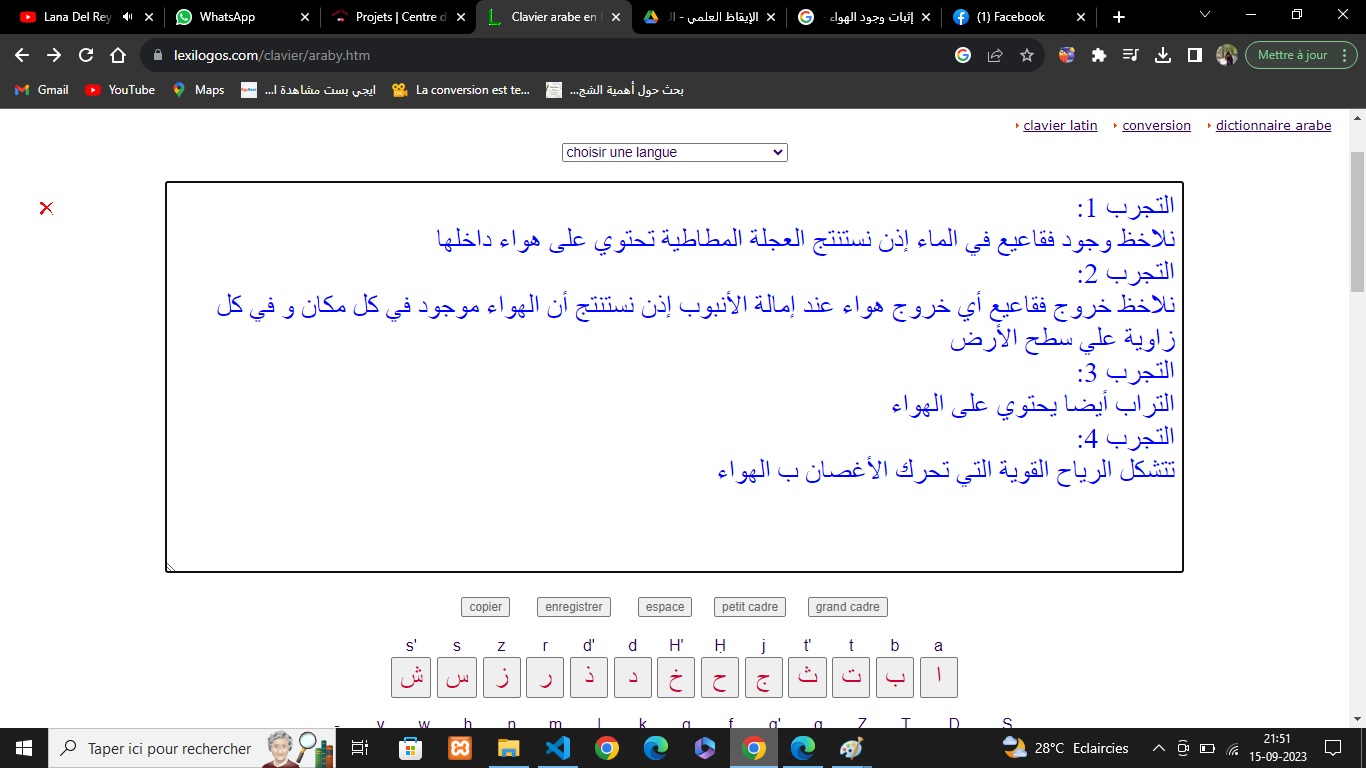 Lana Del Rey
WhatsApp
Projets | Centre d
Clavier arabe en l
الإيقاظ العلمي - ال
إثبات وجود الهواء -
(1) Facebook
lexilogos.com/clavier/araby.htm
Mettre à jour
Gmail
YouTube
Maps
ايجي بست مشاهدة ا...
La conversion est te...
بحث حول أهمية الشج...
clavier latin
conversion
dictionnaire arabe
choisir une langue
التجرب 1:
نلاخظ وجود فقاعيع في الماء إذن نستنتج العجلة المطاطية تحتوي على هواء داخلها
التجرب 2:
نلاخظ خروج فقاعيع أي خروج هواء عند إمالة الأنبوب إذن نستنتج أن الهواء موجود في كل مكان و في كل
زاوية علي سطح الأرض
التجرب 3:
التراب أيضا يحتوي على الهواء
التجرب 4:
تتشكل الرياح القوية التي تحرك الأغصان ب الهواء
copier
enregistrer
espace
petit cadre
grand cadre
s' s z r d' d H' Ḥ j t' t b a
ش س ز ر ذ د خ ح ج ث ت ب ا
- y w h n m l k q f g' g Z T D S
Taper ici pour rechercher
28°C Eclaircies
21:51
15-09-2023